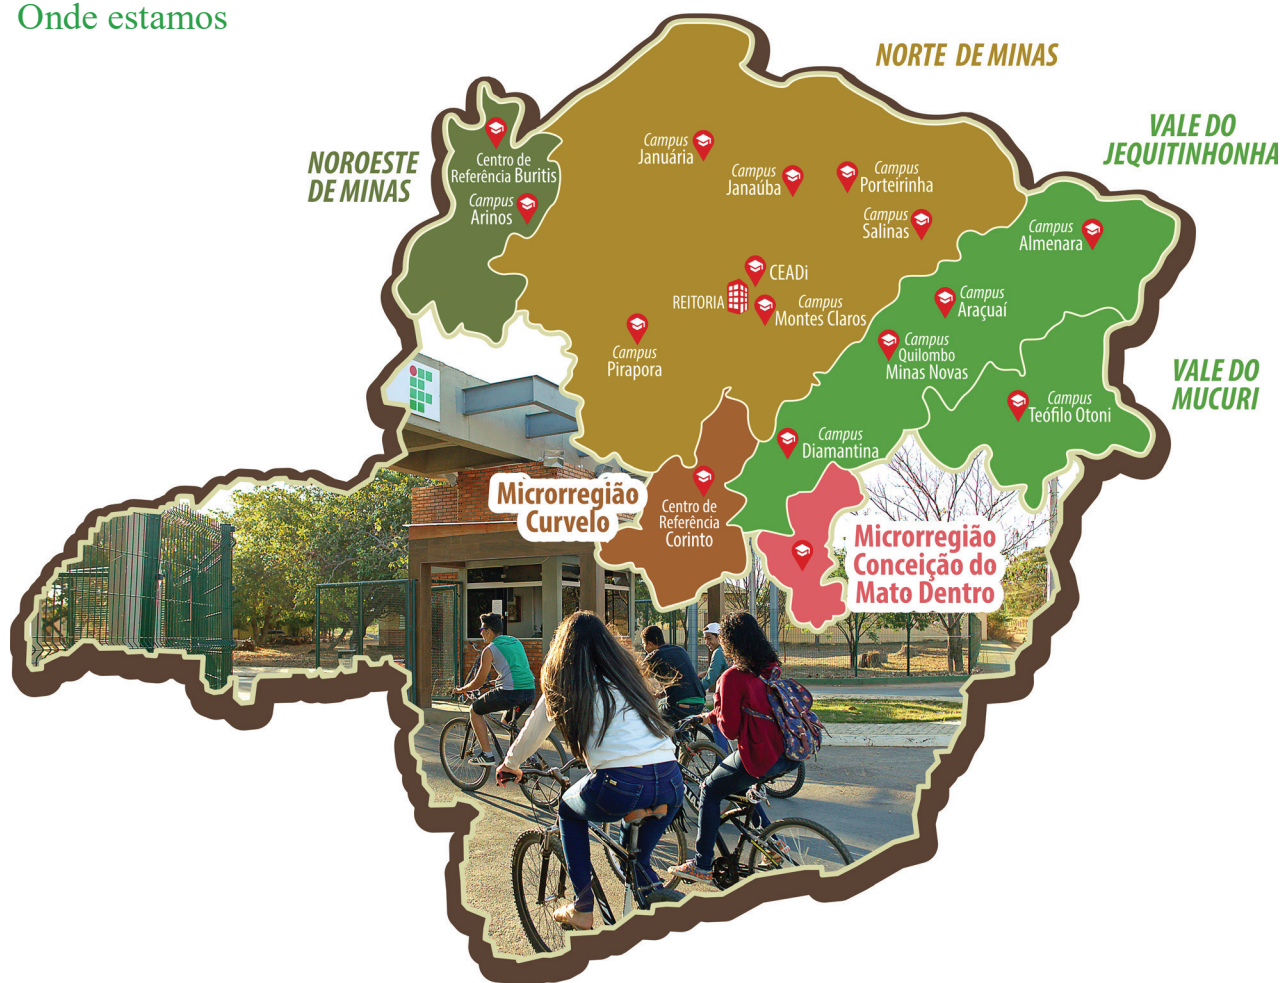 Onde estamos
NORTE DE MINAS
VALE DO
JEQUITINHONHA
NOROESTE
DE MINAS
Centro de
Referência Buritis
Campus
Arinos
Campus
Januária
Campus
Janaúba
Campus
Porteirinha
Campus
Salinas
Campus
Almenara
CEADi
REITORIA
Campus
Montes Claros
Campus
Araçuaí
Campus
Pirapora
Campus
Quilombo
Minas Novas
VALE DO
MUCURI
Campus
Teófilo Otoni
Campus
Diamantina
Microrregião
Curvelo
Centro de
Referência
Corinto
Microrregião
Conceição do
Mato Dentro